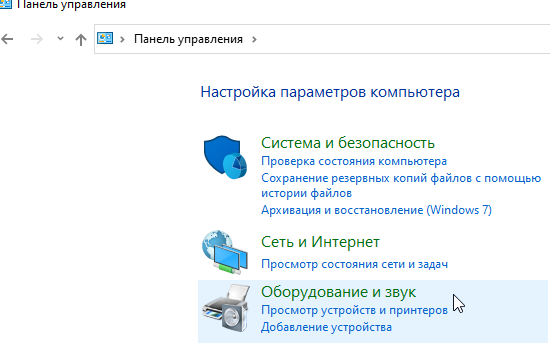 Панель управления
Панель управления
Настройка параметров компьютера
Система и безопасность
Проверка состояния компьютера
Сохранение резервных копий файлов с помощью
истории файлов
Архивация и восстановление (Windows 7)
Сеть и Интернет
Просмотр состояния сети и задач
Оборудование и звук
Просмотр устройств и принтеров
Добавление устройства